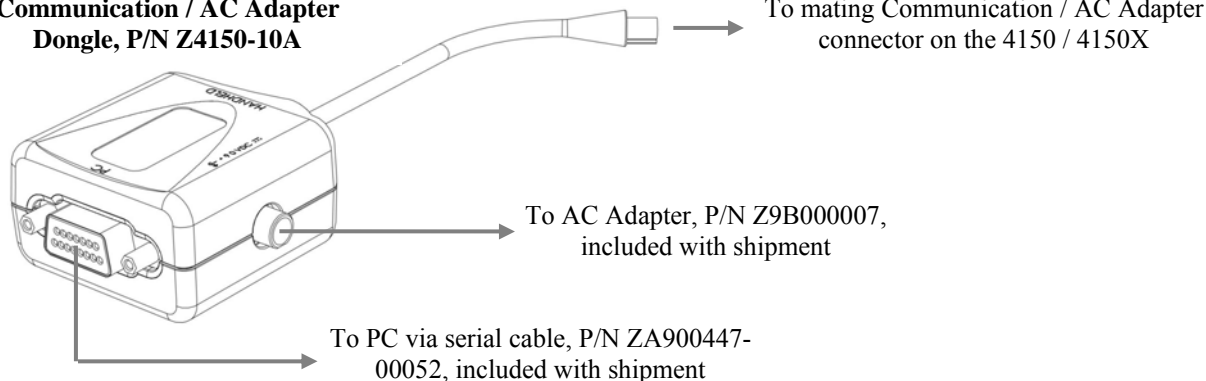 Communication / AC Adapter
Dongle, P/N Z4150-10A
To mating Communication / AC Adapter
connector on the 4150 / 4150X
HANDHELD
PC
To AC Adapter, P/N Z9B000007,
included with shipment
To PC via serial cable, P/N ZA900447-
00052, included with shipment